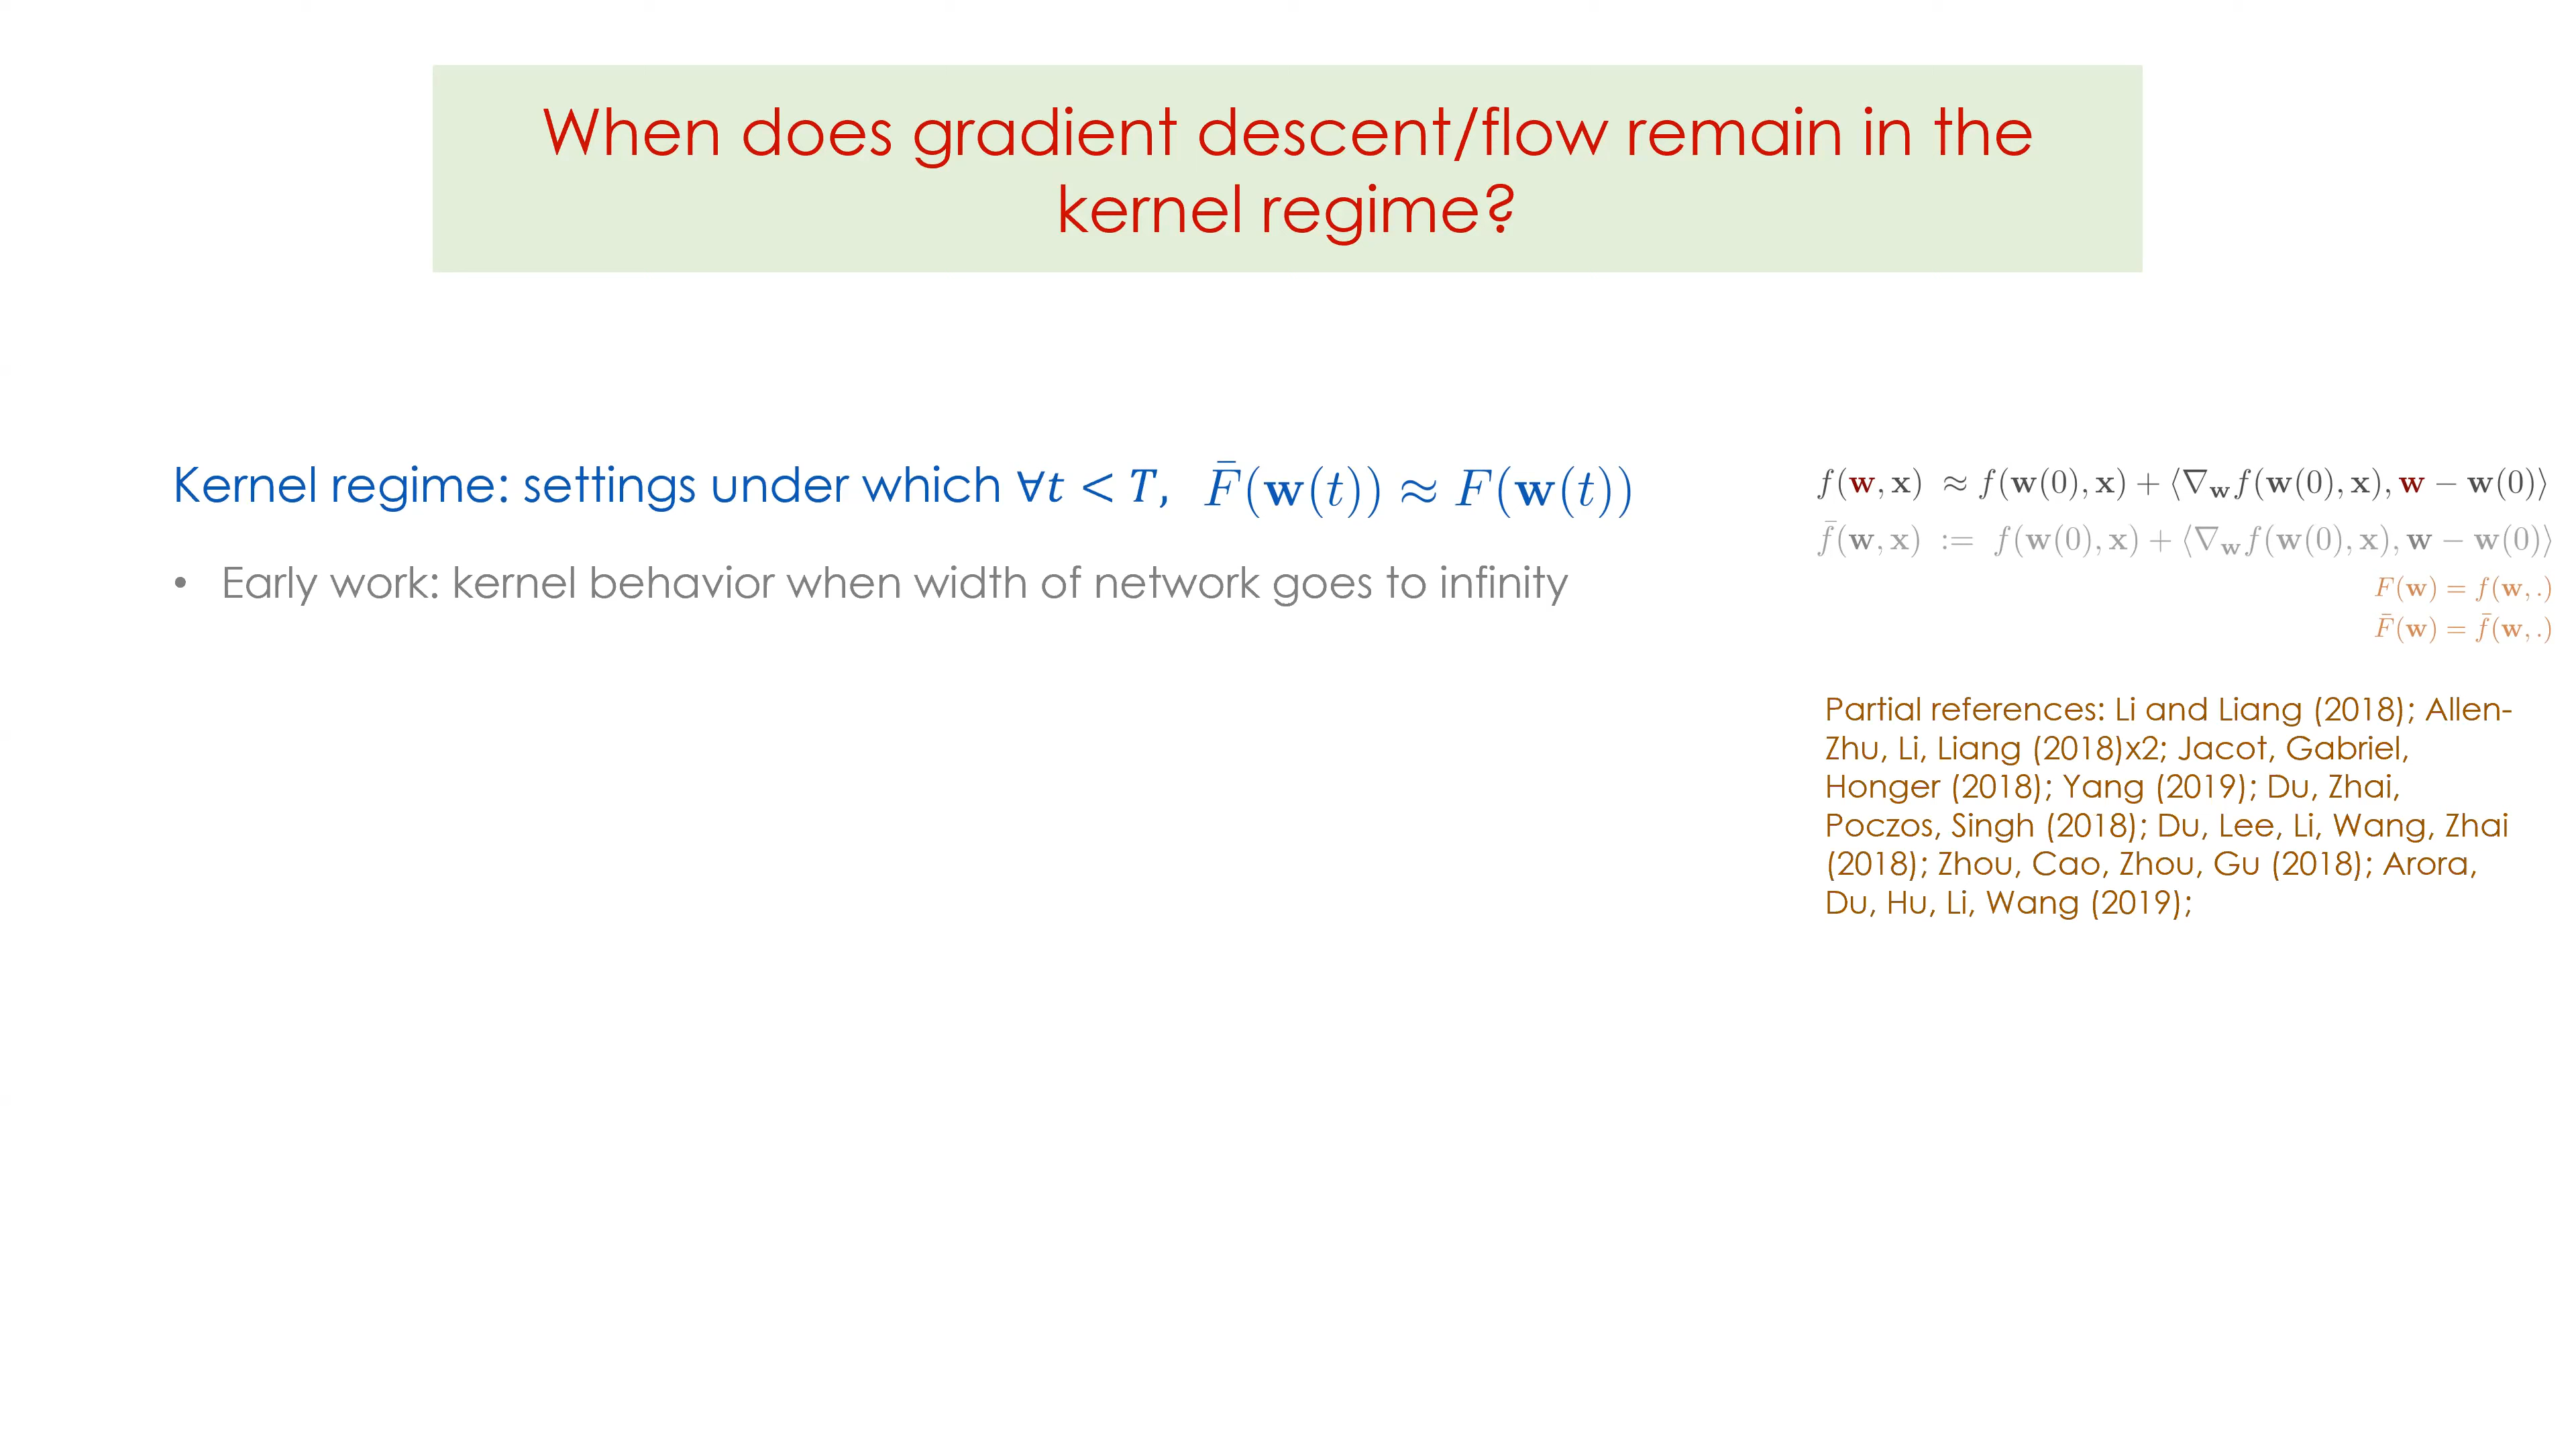 When does gradient descent/flow remain in the
kernel regime?
Kernel regime: settings under which ∀t < T, F̄(w(t)) ≈ F(w(t))
• Early work: kernel behavior when width of network goes to infinity
f(w, x) ≈ f(w(0), x) + ⟨∇_w f(w(0), x), w − w(0)⟩
f̄(w, x) := f(w(0), x) + ⟨∇_w f(w(0), x), w − w(0)⟩
F(w) = f(w, .)
F̄(w) = f̄(w, .)
Partial references: Li and Liang (2018); Allen-
Zhu, Li, Liang (2018)x2; Jacot, Gabriel,
Honger (2018); Yang (2019); Du, Zhai,
Poczos, Singh (2018); Du, Lee, Li, Wang, Zhai
(2018); Zhou, Cao, Zhou, Gu (2018); Arora,
Du, Hu, Li, Wang (2019);